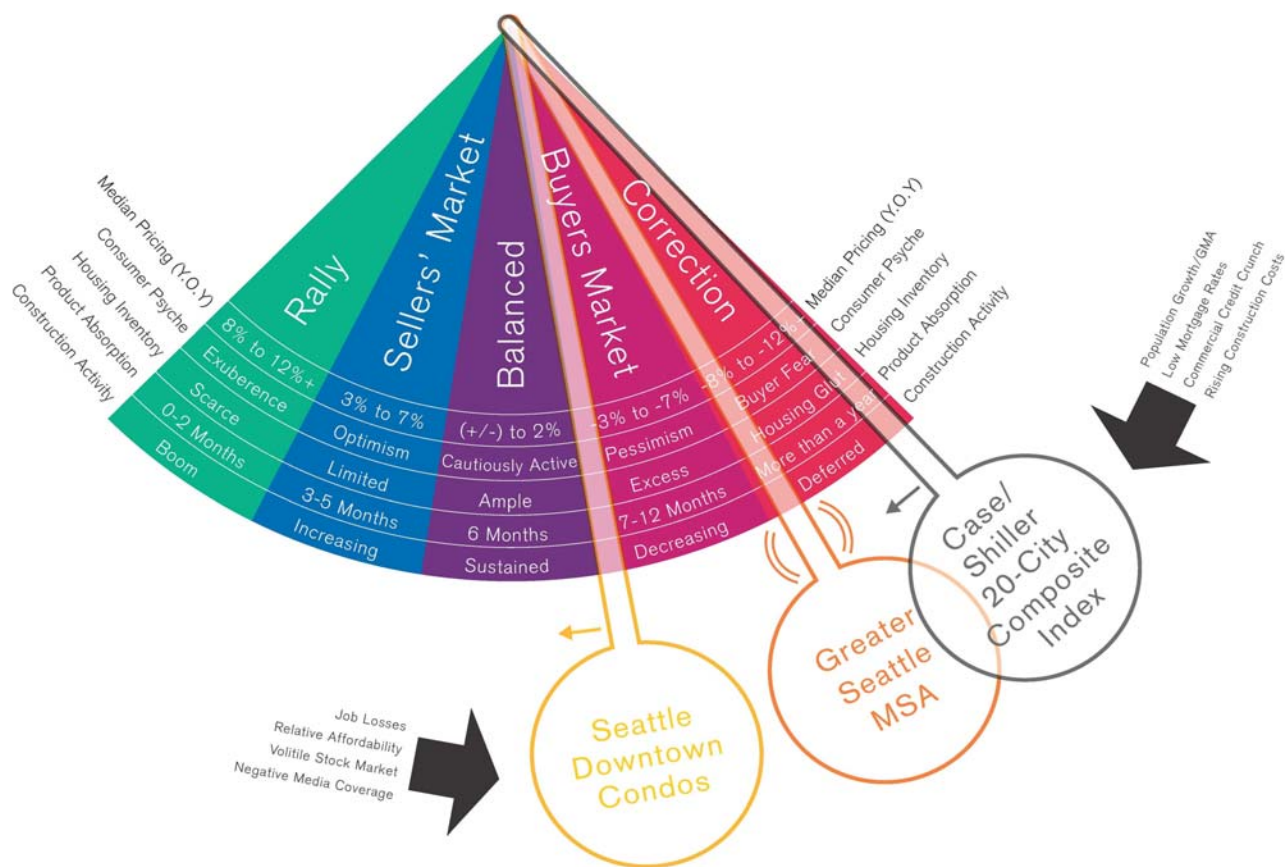 Median Pricing (Y.O.Y)
Consumer Psyche
Housing Inventory
Product Absorption
Construction Activity
Rally
8% to 12%+
Exuberence
Scarce
0-2 Months
Boom
Sellers' Market
3% to 7%
Optimism
Limited
3-5 Months
Increasing
Balanced
(+/-) to 2%
Cautiously Active
Ample
6 Months
Sustained
Buyers Market
-3% to -7%
Pessimism
Excess
7-12 Months
Decreasing
Correction
-8% to -12%-
Buyer Fear
Housing Glut
More than a year
Deferred
Median Pricing (Y.O.Y)
Consumer Psyche
Housing Inventory
Product Absorption
Construction Activity
Population Growth/GMA
Low Mortgage Rates
Commercial Credit Crunch
Rising Construction Costs
Case/
Shiller
20-City
Composite
Index
Greater
Seattle
MSA
Seattle
Downtown
Condos
Job Losses
Relative Affordability
Volitile Stock Market
Negative Media Coverage